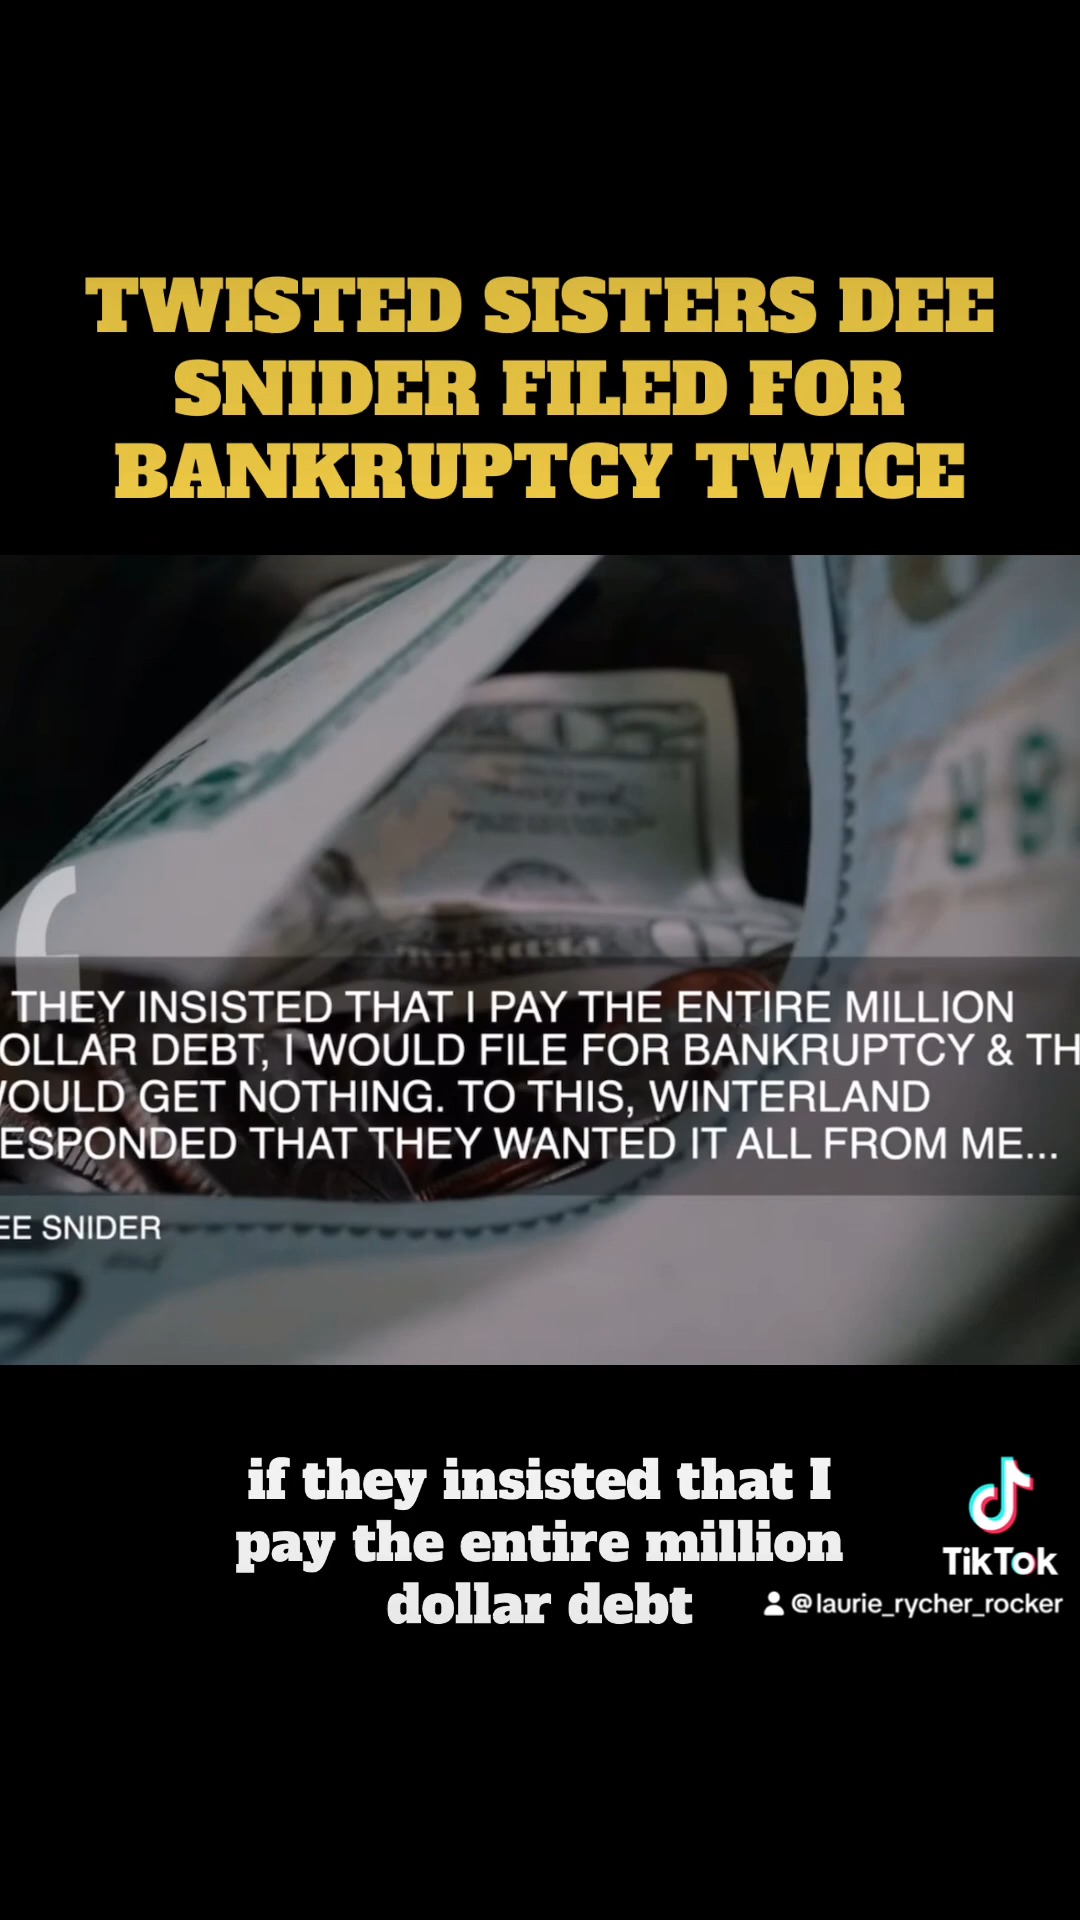 TWISTED SISTERS DEE
SNIDER FILED FOR
BANKRUPTCY TWICE
THEY INSISTED THAT I PAY THE ENTIRE MILLION
OLLAR DEBT, I WOULD FILE FOR BANKRUPTCY & TH
OULD GET NOTHING. TO THIS, WINTERLAND
ESPONDED THAT THEY WANTED IT ALL FROM ME...
EE SNIDER
if they insisted that I
pay the entire million
dollar debt
TikTok
@laurie_rycher_rocker